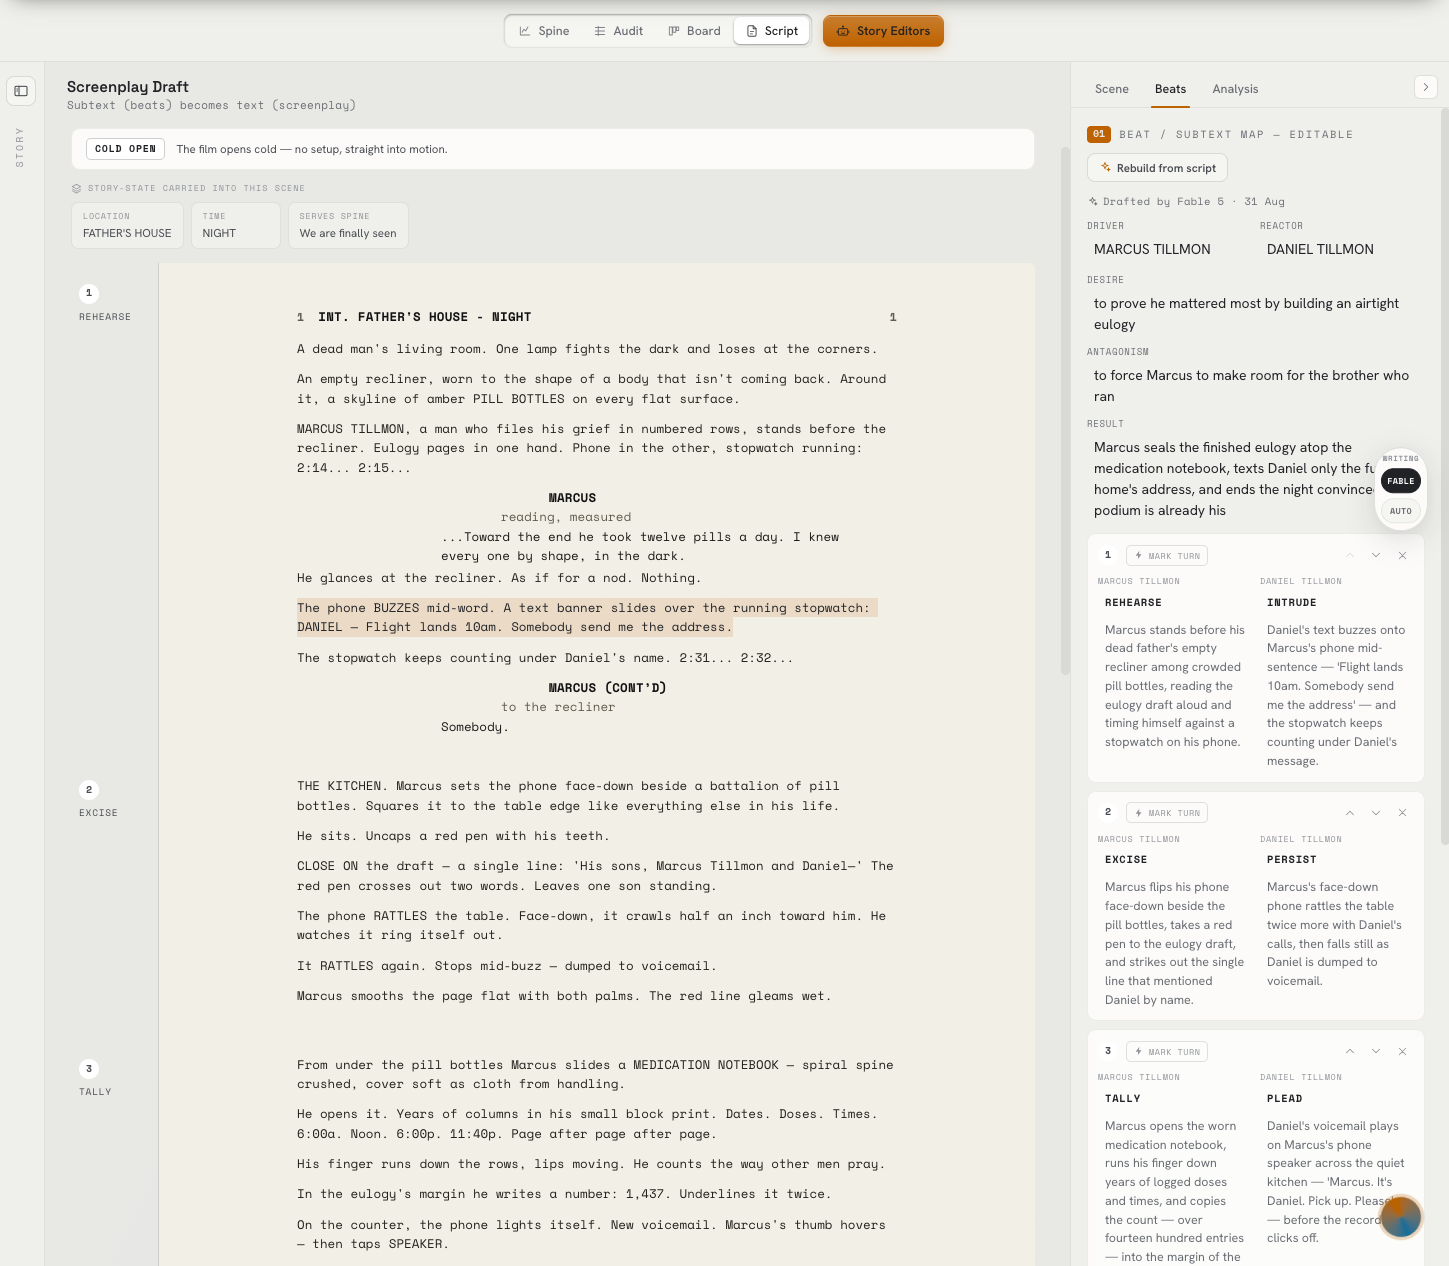 Spine
Audit
Board
Script
Story Editors
STORY
Screenplay Draft
Subtext (beats) becomes text (screenplay)
COLD OPEN
The film opens cold — no setup, straight into motion.
STORY-STATE CARRIED INTO THIS SCENE
LOCATION
FATHER'S HOUSE
TIME
NIGHT
SERVES SPINE
We are finally seen
1
REHEARSE
1 INT. FATHER'S HOUSE - NIGHT 1
A dead man's living room. One lamp fights the dark and loses at the corners.
An empty recliner, worn to the shape of a body that isn't coming back. Around
it, a skyline of amber PILL BOTTLES on every flat surface.
MARCUS TILLMON, a man who files his grief in numbered rows, stands before the
recliner. Eulogy pages in one hand. Phone in the other, stopwatch running:
2:14... 2:15...
MARCUS
reading, measured
...Toward the end he took twelve pills a day. I knew
every one by shape, in the dark.
He glances at the recliner. As if for a nod. Nothing.
The phone BUZZES mid-word. A text banner slides over the running stopwatch:
DANIEL — Flight lands 10am. Somebody send me the address.
The stopwatch keeps counting under Daniel's name. 2:31... 2:32...
MARCUS (CONT'D)
to the recliner
Somebody.
2
EXCISE
THE KITCHEN. Marcus sets the phone face-down beside a battalion of pill
bottles. Squares it to the table edge like everything else in his life.
He sits. Uncaps a red pen with his teeth.
CLOSE ON the draft — a single line: 'His sons, Marcus Tillmon and Daniel—' The
red pen crosses out two words. Leaves one son standing.
The phone RATTLES the table. Face-down, it crawls half an inch toward him. He
watches it ring itself out.
It RATTLES again. Stops mid-buzz — dumped to voicemail.
Marcus smooths the page flat with both palms. The red line gleams wet.
3
TALLY
From under the pill bottles Marcus slides a MEDICATION NOTEBOOK — spiral spine
crushed, cover soft as cloth from handling.
He opens it. Years of columns in his small block print. Dates. Doses. Times.
6:00a. Noon. 6:00p. 11:40p. Page after page after page.
His finger runs down the rows, lips moving. He counts the way other men pray.
In the eulogy's margin he writes a number: 1,437. Underlines it twice.
On the counter, the phone lights itself. New voicemail. Marcus's thumb hovers
— then taps SPEAKER.
Scene
Beats
Analysis
01 BEAT / SUBTEXT MAP — EDITABLE
Rebuild from script
Drafted by Fable 5 · 31 Aug
DRIVER
MARCUS TILLMON
REACTOR
DANIEL TILLMON
DESIRE
to prove he mattered most by building an airtight
eulogy
ANTAGONISM
to force Marcus to make room for the brother who
ran
RESULT
Marcus seals the finished eulogy atop the
medication notebook, texts Daniel only the fu
home's address, and ends the night convince
podium is already his
WRITING
FABLE
AUTO
1
MARK TURN
MARCUS TILLMON
REHEARSE
Marcus stands before his
dead father's empty
recliner among crowded
pill bottles, reading the
eulogy draft aloud and
timing himself against a
stopwatch on his phone.
DANIEL TILLMON
INTRUDE
Daniel's text buzzes onto
Marcus's phone mid-
sentence — 'Flight lands
10am. Somebody send
me the address' — and
the stopwatch keeps
counting under Daniel's
message.
2
MARK TURN
MARCUS TILLMON
EXCISE
Marcus flips his phone
face-down beside the
pill bottles, takes a red
pen to the eulogy draft,
and strikes out the single
line that mentioned
Daniel by name.
DANIEL TILLMON
PERSIST
Marcus's face-down
phone rattles the table
twice more with Daniel's
calls, then falls still as
Daniel is dumped to
voicemail.
3
MARK TURN
MARCUS TILLMON
TALLY
Marcus opens the worn
medication notebook,
runs his finger down
years of logged doses
and times, and copies
the count — over
fourteen hundred entries
— into the margin of the
DANIEL TILLMON
PLEAD
Daniel's voicemail plays
on Marcus's phone
speaker across the quiet
kitchen — 'Marcus. It's
Daniel. Pick up. Please
— before the record
clicks off.